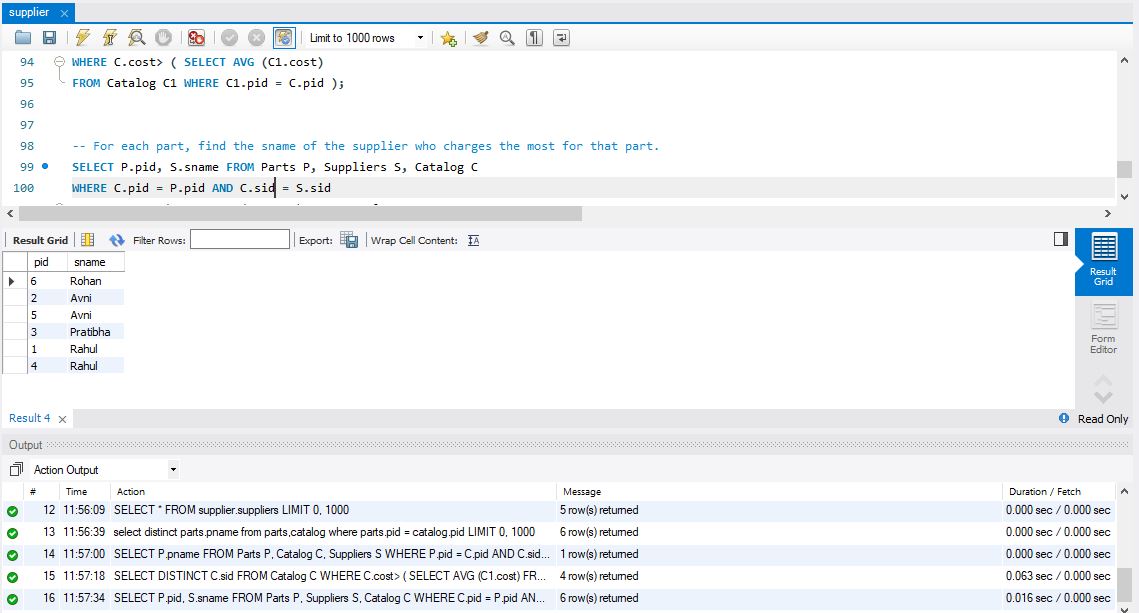 supplier
Limit to 1000 rows
94 WHERE C.cost> ( SELECT AVG (C1.cost)
95 FROM Catalog C1 WHERE C1.pid = C.pid );
96
97
98 -- For each part, find the sname of the supplier who charges the most for that part.
99 SELECT P.pid, S.sname FROM Parts P, Suppliers S, Catalog C
100 WHERE C.pid = P.pid AND C.sid = S.sid
Result Grid Filter Rows: Export: Wrap Cell Content:
pid sname
6 Rohan
2 Avni
5 Avni
3 Pratibha
1 Rahul
4 Rahul
Result
Grid
Form
Editor
Result 4 Read Only
Output
Action Output
# Time Action Message Duration / Fetch
12 11:56:09 SELECT * FROM supplier.suppliers LIMIT 0, 1000 5 row(s) returned 0.000 sec / 0.000 sec
13 11:56:39 select distinct parts.pname from parts,catalog where parts.pid = catalog.pid LIMIT 0, 1000 6 row(s) returned 0.000 sec / 0.000 sec
14 11:57:00 SELECT P.pname FROM Parts P, Catalog C, Suppliers S WHERE P.pid = C.pid AND C.sid... 1 row(s) returned 0.000 sec / 0.000 sec
15 11:57:18 SELECT DISTINCT C.sid FROM Catalog C WHERE C.cost> ( SELECT AVG (C1.cost) FR... 4 row(s) returned 0.063 sec / 0.000 sec
16 11:57:34 SELECT P.pid, S.sname FROM Parts P, Suppliers S, Catalog C WHERE C.pid = P.pid AN... 6 row(s) returned 0.016 sec / 0.000 sec